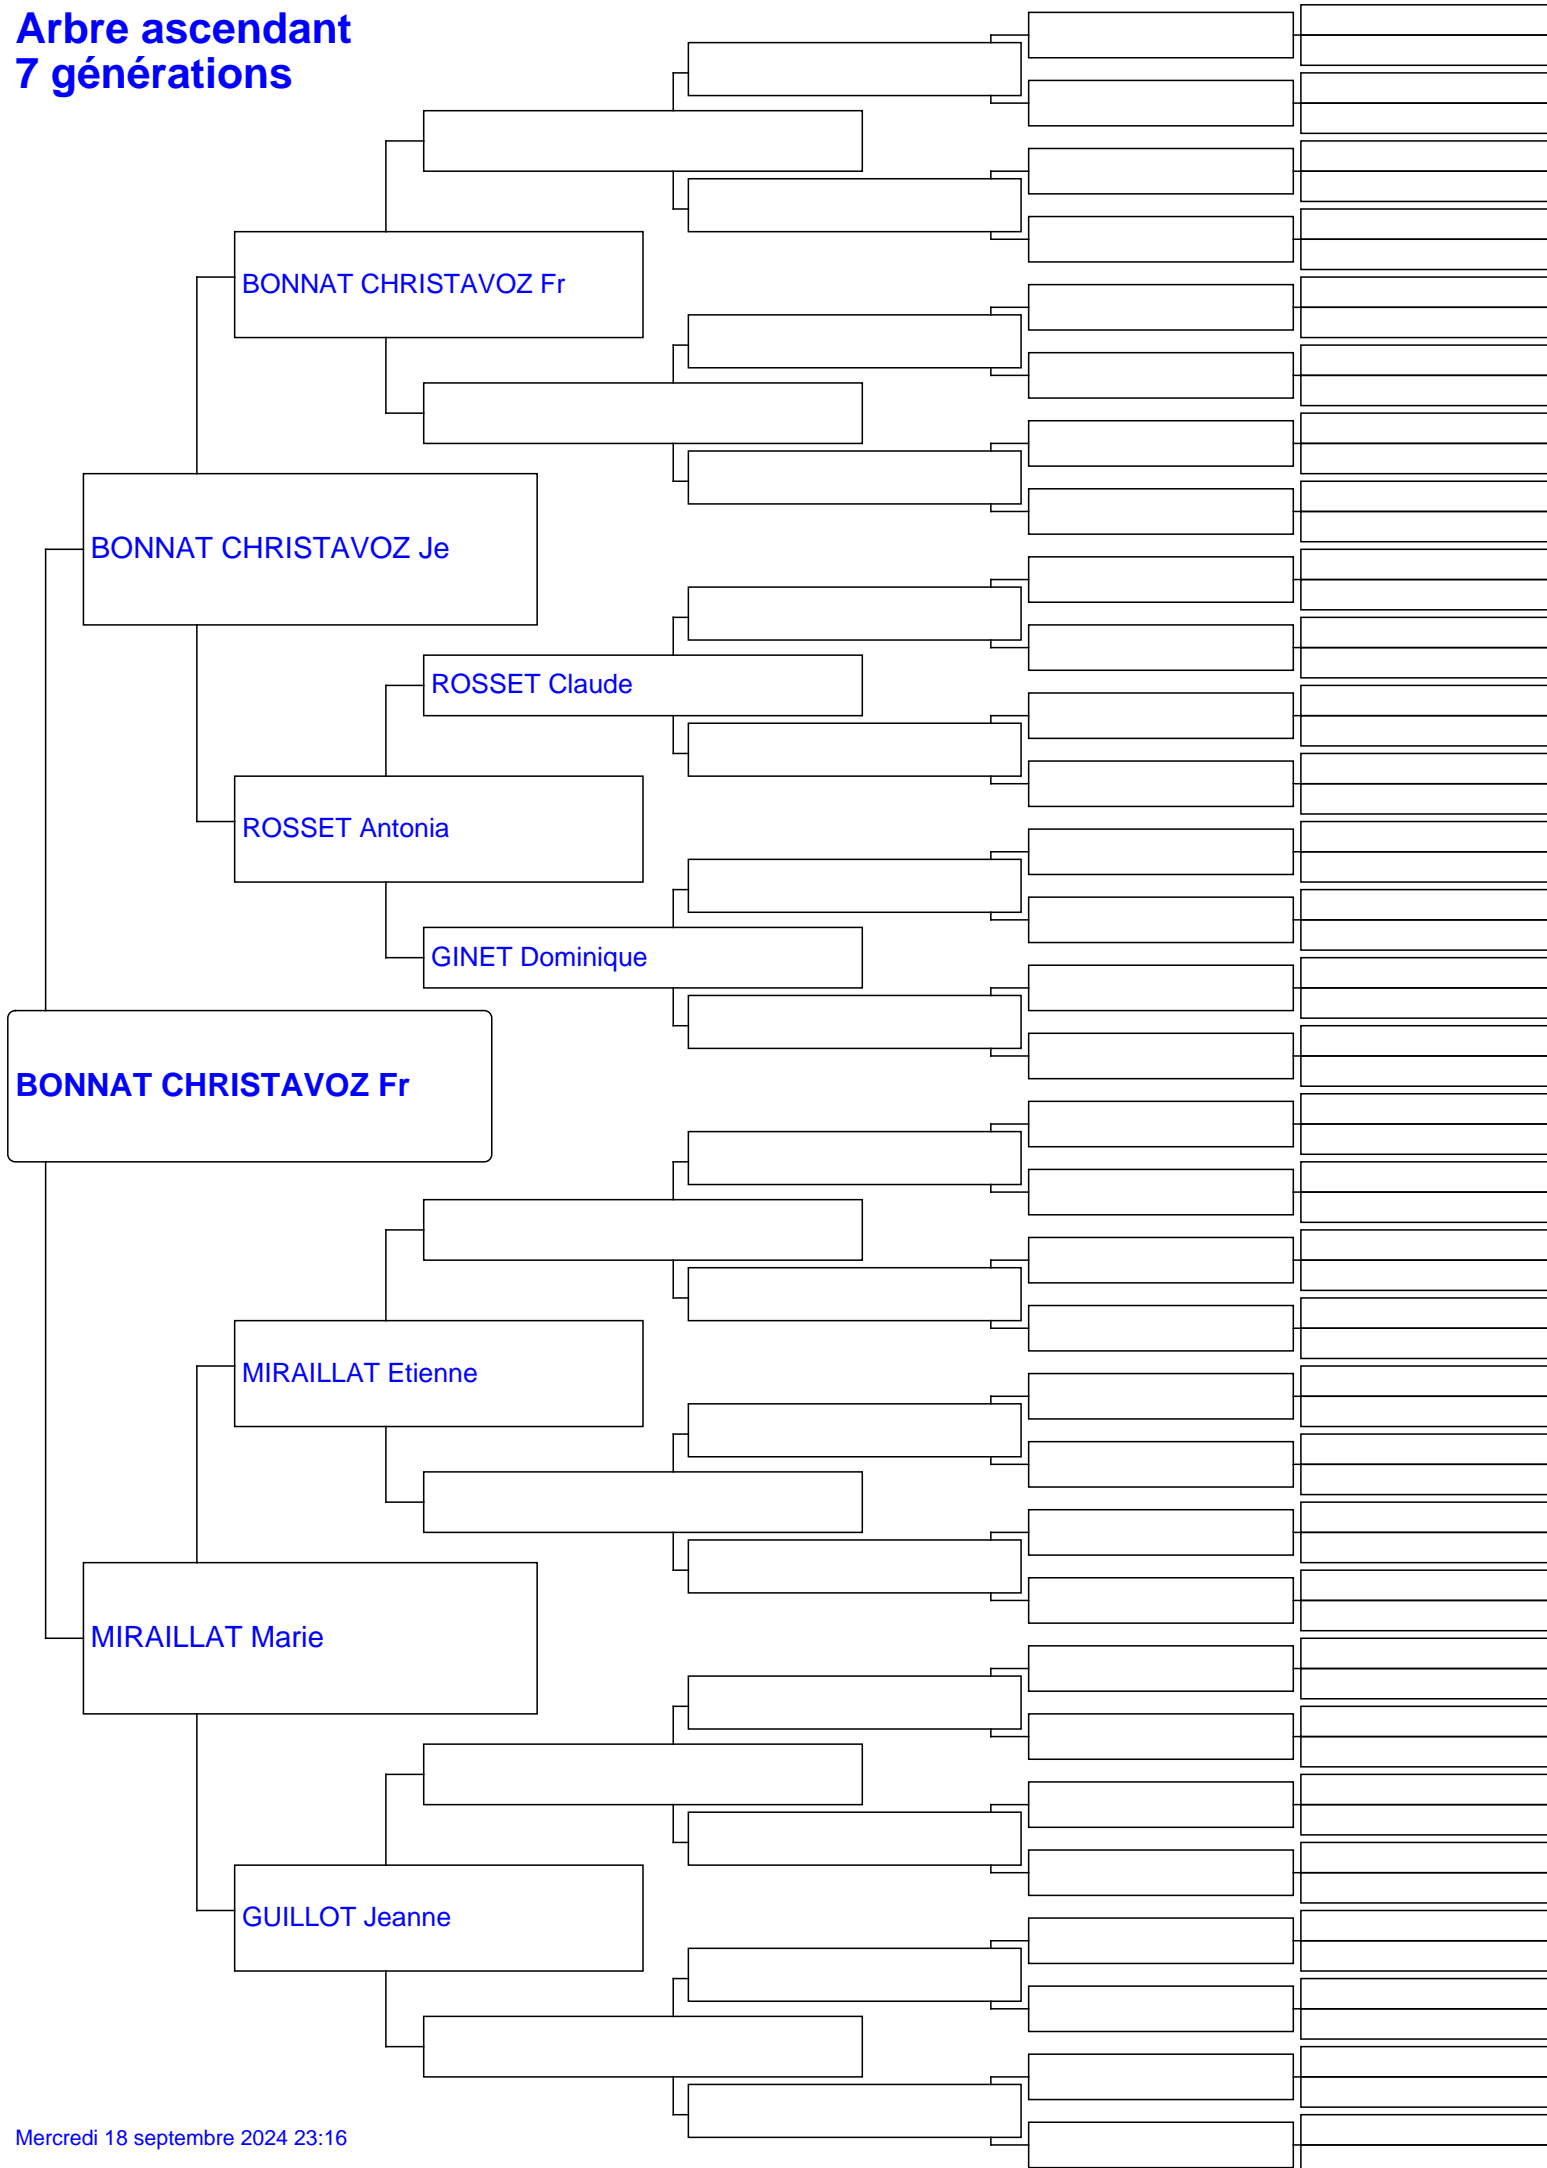 Arbre ascendant
7 générations
BONNAT CHRISTAVOZ Fr
BONNAT CHRISTAVOZ Je
ROSSET Claude
ROSSET Antonia
GINET Dominique
BONNAT CHRISTAVOZ Fr
MIRAILLAT Etienne
MIRAILLAT Marie
GUILLOT Jeanne
Mercredi 18 septembre 2024 23:16